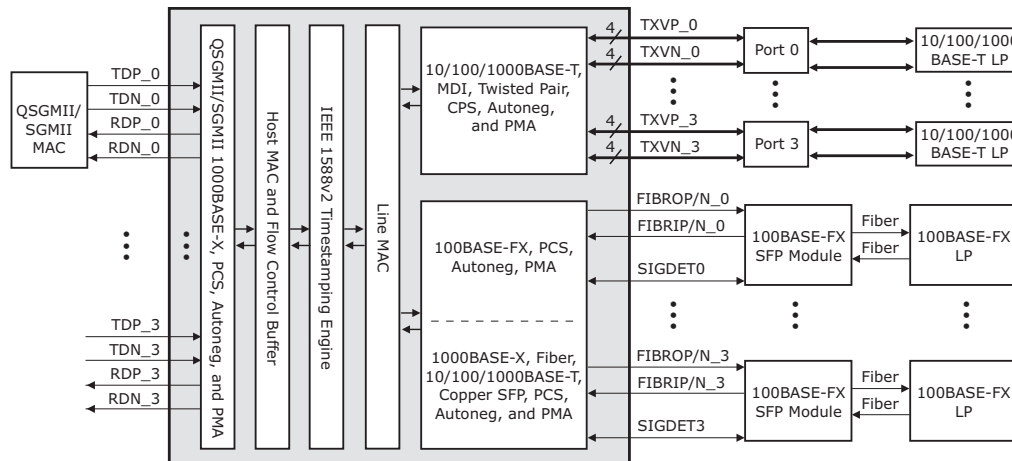 QSGMII/
SGMII
MAC
TDP_0
TDN_0
RDP_0
RDN_0
TDP_3
TDN_3
RDP_3
RDN_3
QSGMII/SGMII 1000BASE-X, PCS, Autoneg, and PMA
Host MAC and Flow Control Buffer
IEEE 1588v2 Timestamping Engine
Line MAC
10/100/1000BASE-T,
MDI, Twisted Pair,
CPS, Autoneg,
and PMA
100BASE-FX, PCS,
Autoneg, PMA
1000BASE-X, Fiber,
10/100/1000BASE-T,
Copper SFP, PCS,
Autoneg, and PMA
4 TXVP_0
4 TXVN_0
4 TXVP_3
4 TXVN_3
Port 0
Port 3
10/100/1000
BASE-T LP
10/100/1000
BASE-T LP
FIBROP/N_0
FIBRIP/N_0
SIGDET0
100BASE-FX
SFP Module
Fiber
Fiber
100BASE-FX
LP
FIBROP/N_3
FIBRIP/N_3
SIGDET3
100BASE-FX
SFP Module
Fiber
Fiber
100BASE-FX
LP